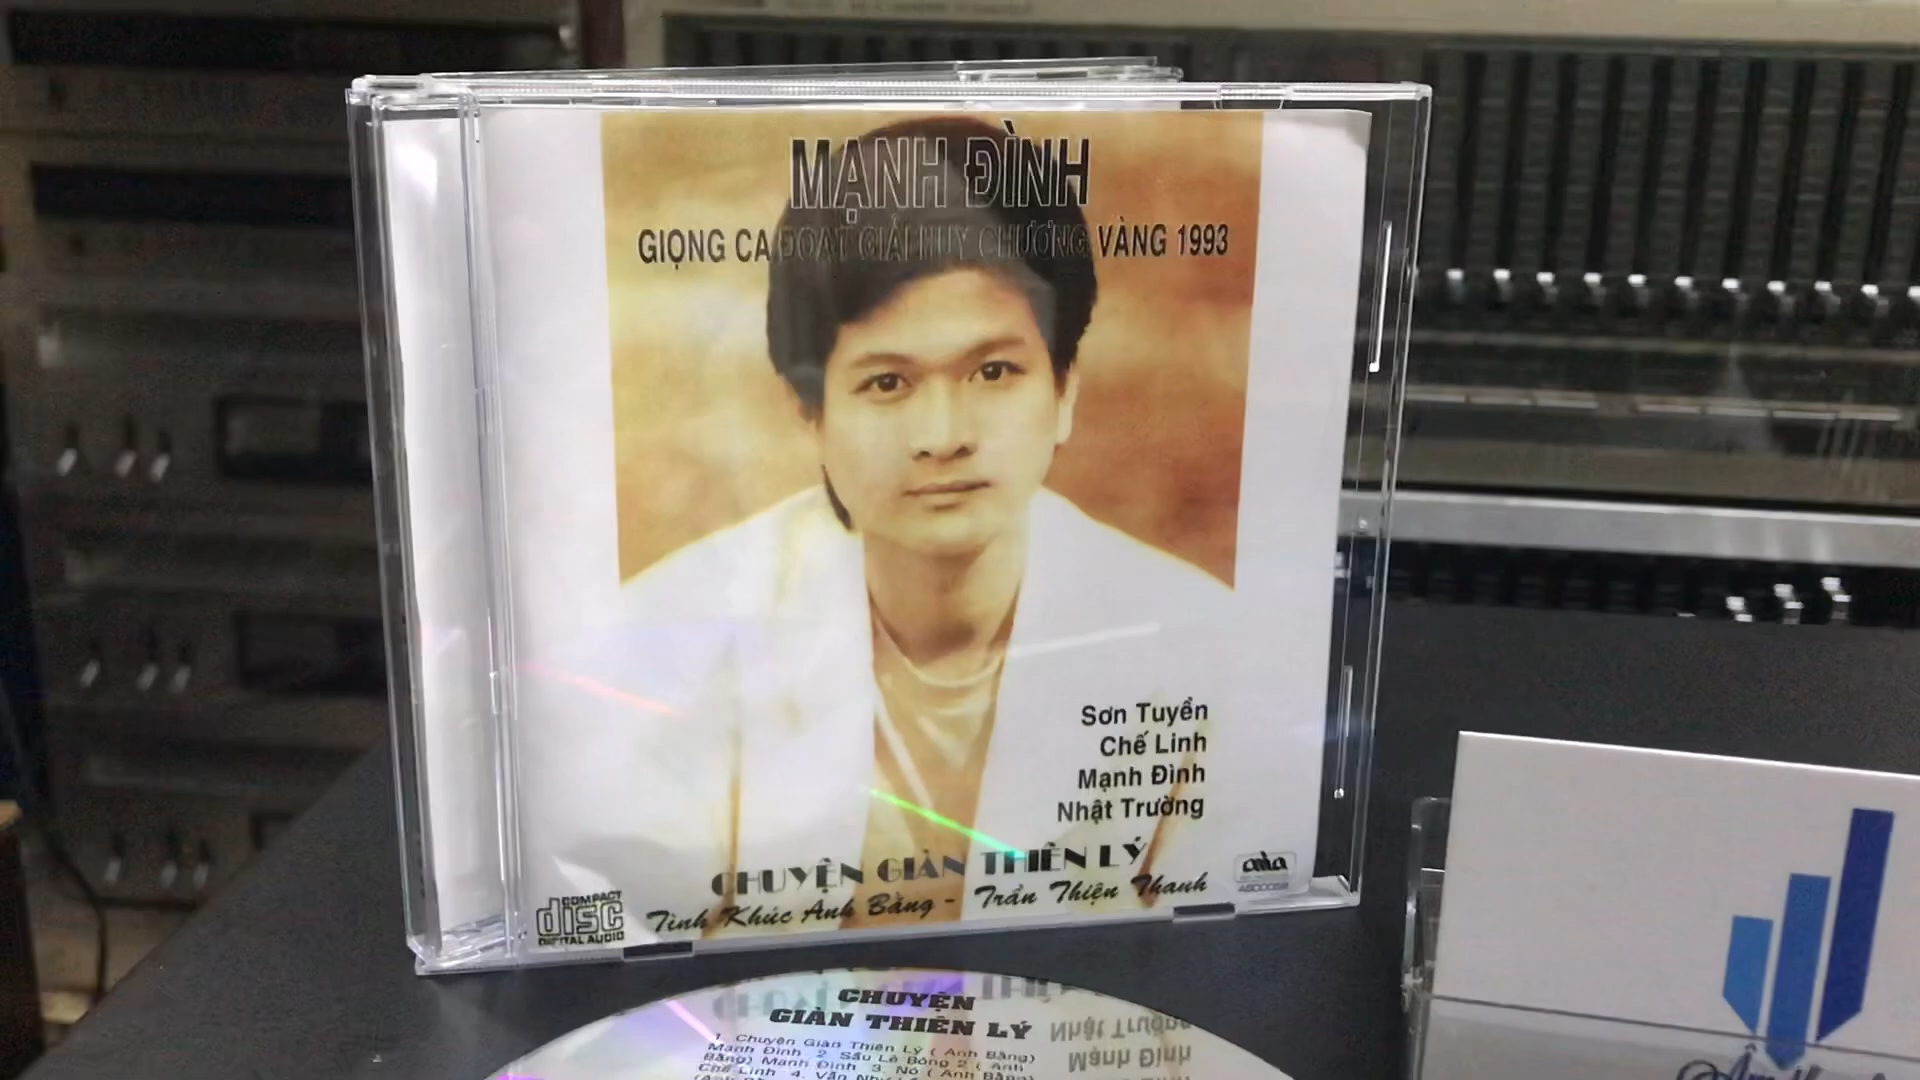 MẠNH ĐÌNH
GIỌNG CA ĐOẠT GIẢI HUY CHƯƠNG VÀNG 1993
Sơn Tuyền
Chế Linh
Mạnh Đình
Nhật Trường
CHUYỆN GIÀN THIÊN LÝ
Tình Khúc Anh Bằng - Trần Thiện Thanh
COMPACT
disc
DIGITAL AUDIO
asia
CHUYỆN
GIÀN THIÊN LÝ
1. Chuyện Giàn Thiên Lý ( Anh Bằng)
Mạnh Đình 2. Sầu Lẻ Bóng 2 ( Anh
Bằng) Mạnh Đình 3. Nó ( Anh Bằng)
Chế Linh 4.